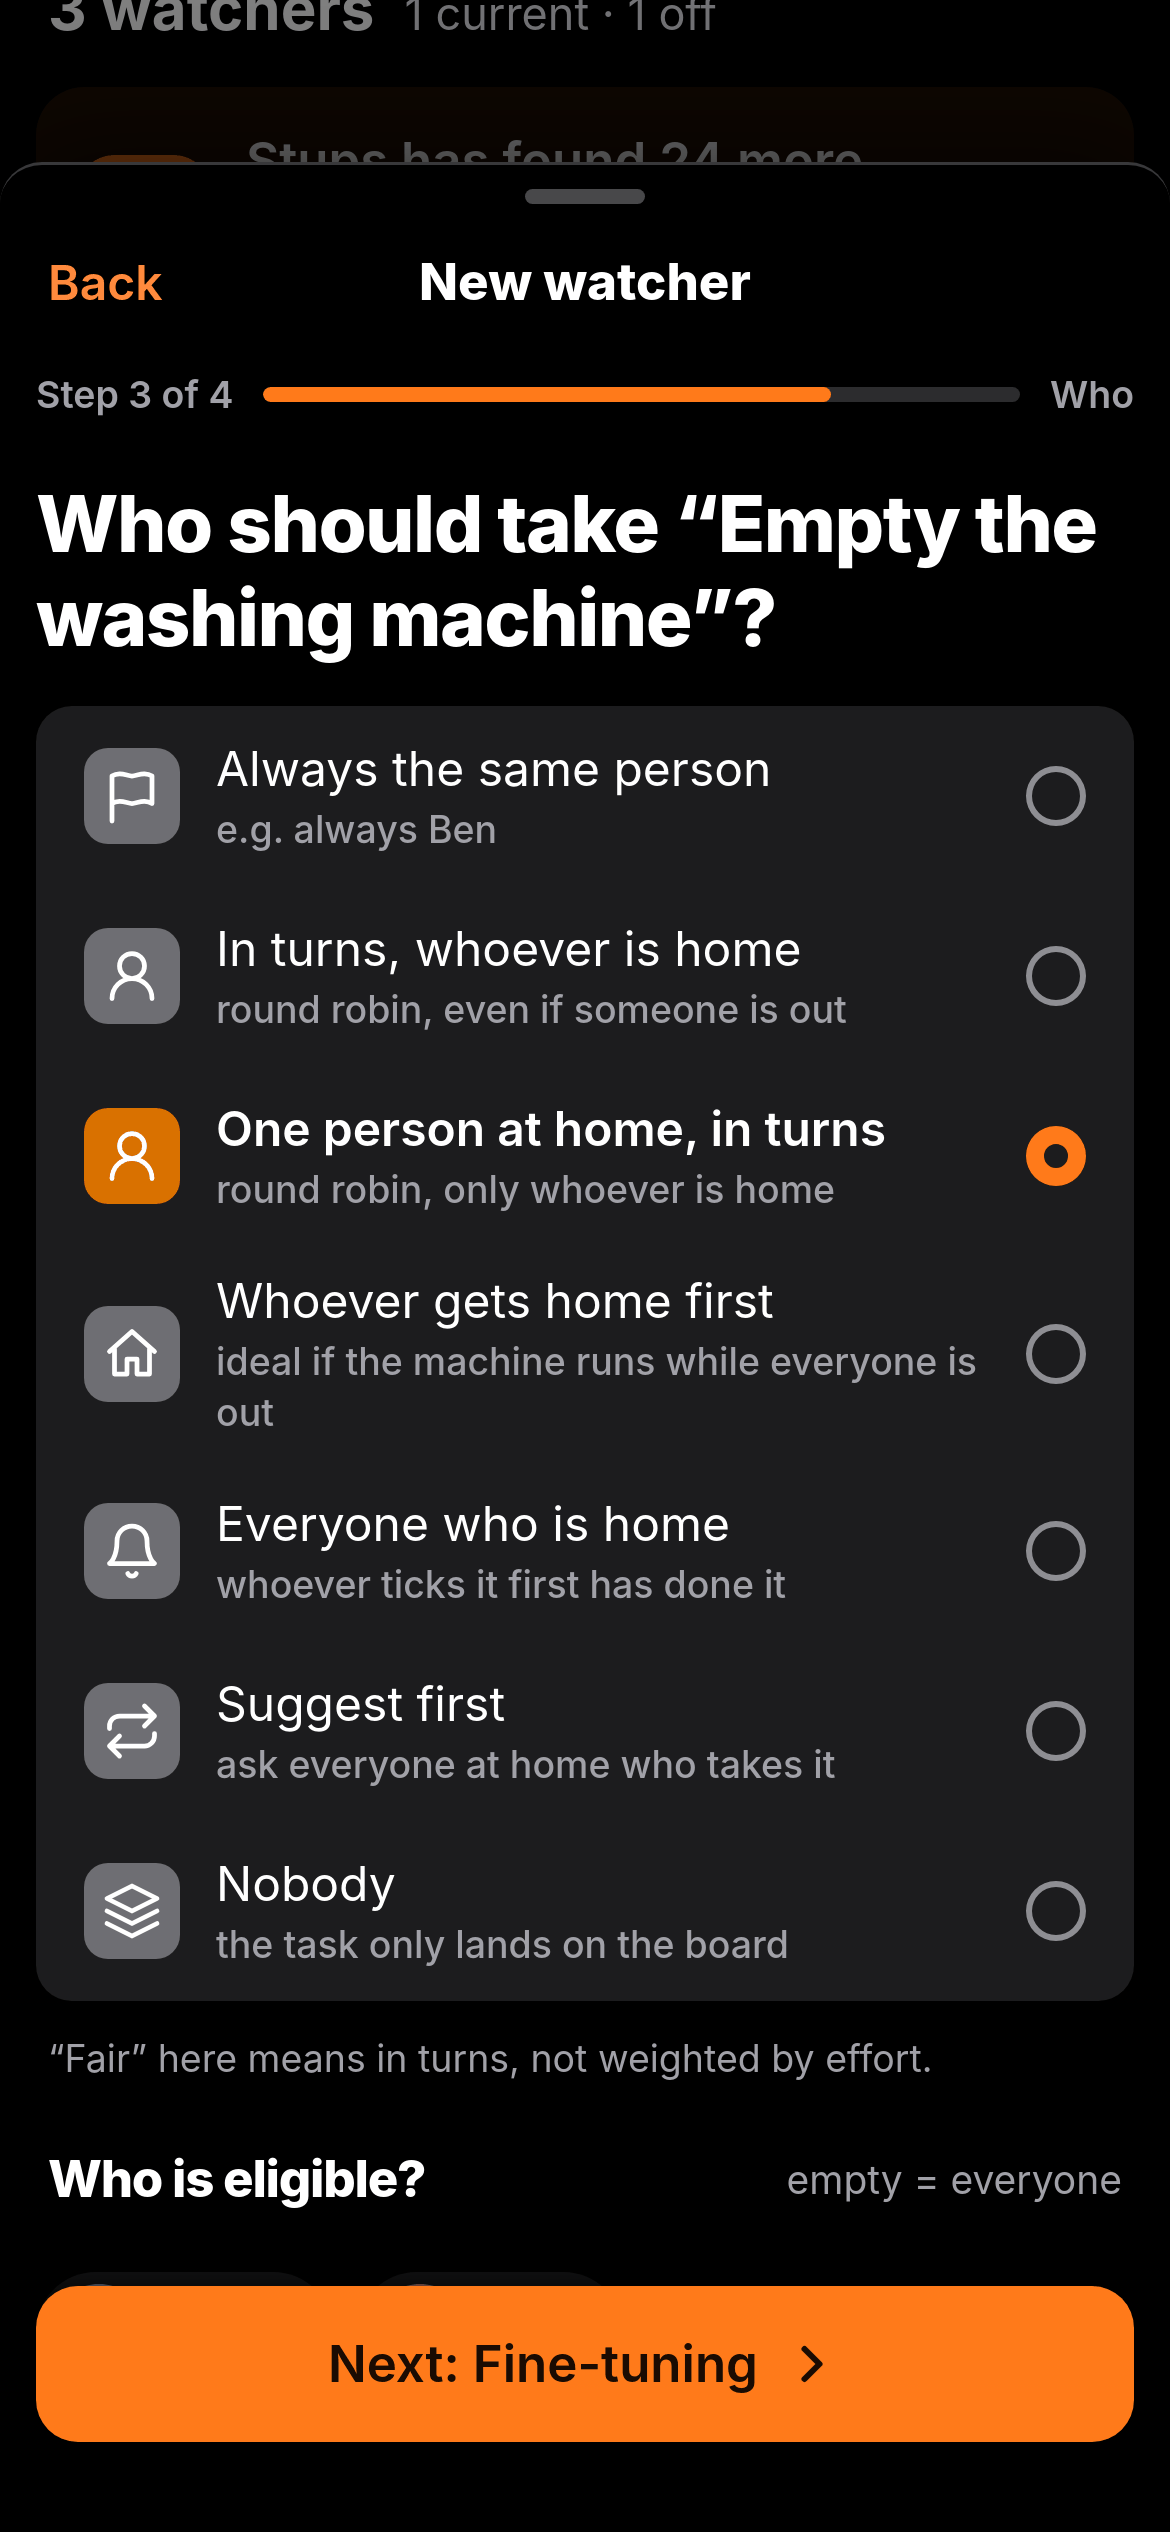 3 watchers 1 current · 1 off
Stups has found 24 more
Back
New watcher
Step 3 of 4
Who
Who should take “Empty the
washing machine”?
Always the same person
e.g. always Ben
In turns, whoever is home
round robin, even if someone is out
One person at home, in turns
round robin, only whoever is home
Whoever gets home first
ideal if the machine runs while everyone is
out
Everyone who is home
whoever ticks it first has done it
Suggest first
ask everyone at home who takes it
Nobody
the task only lands on the board
“Fair” here means in turns, not weighted by effort.
Who is eligible?
empty = everyone
Next: Fine-tuning